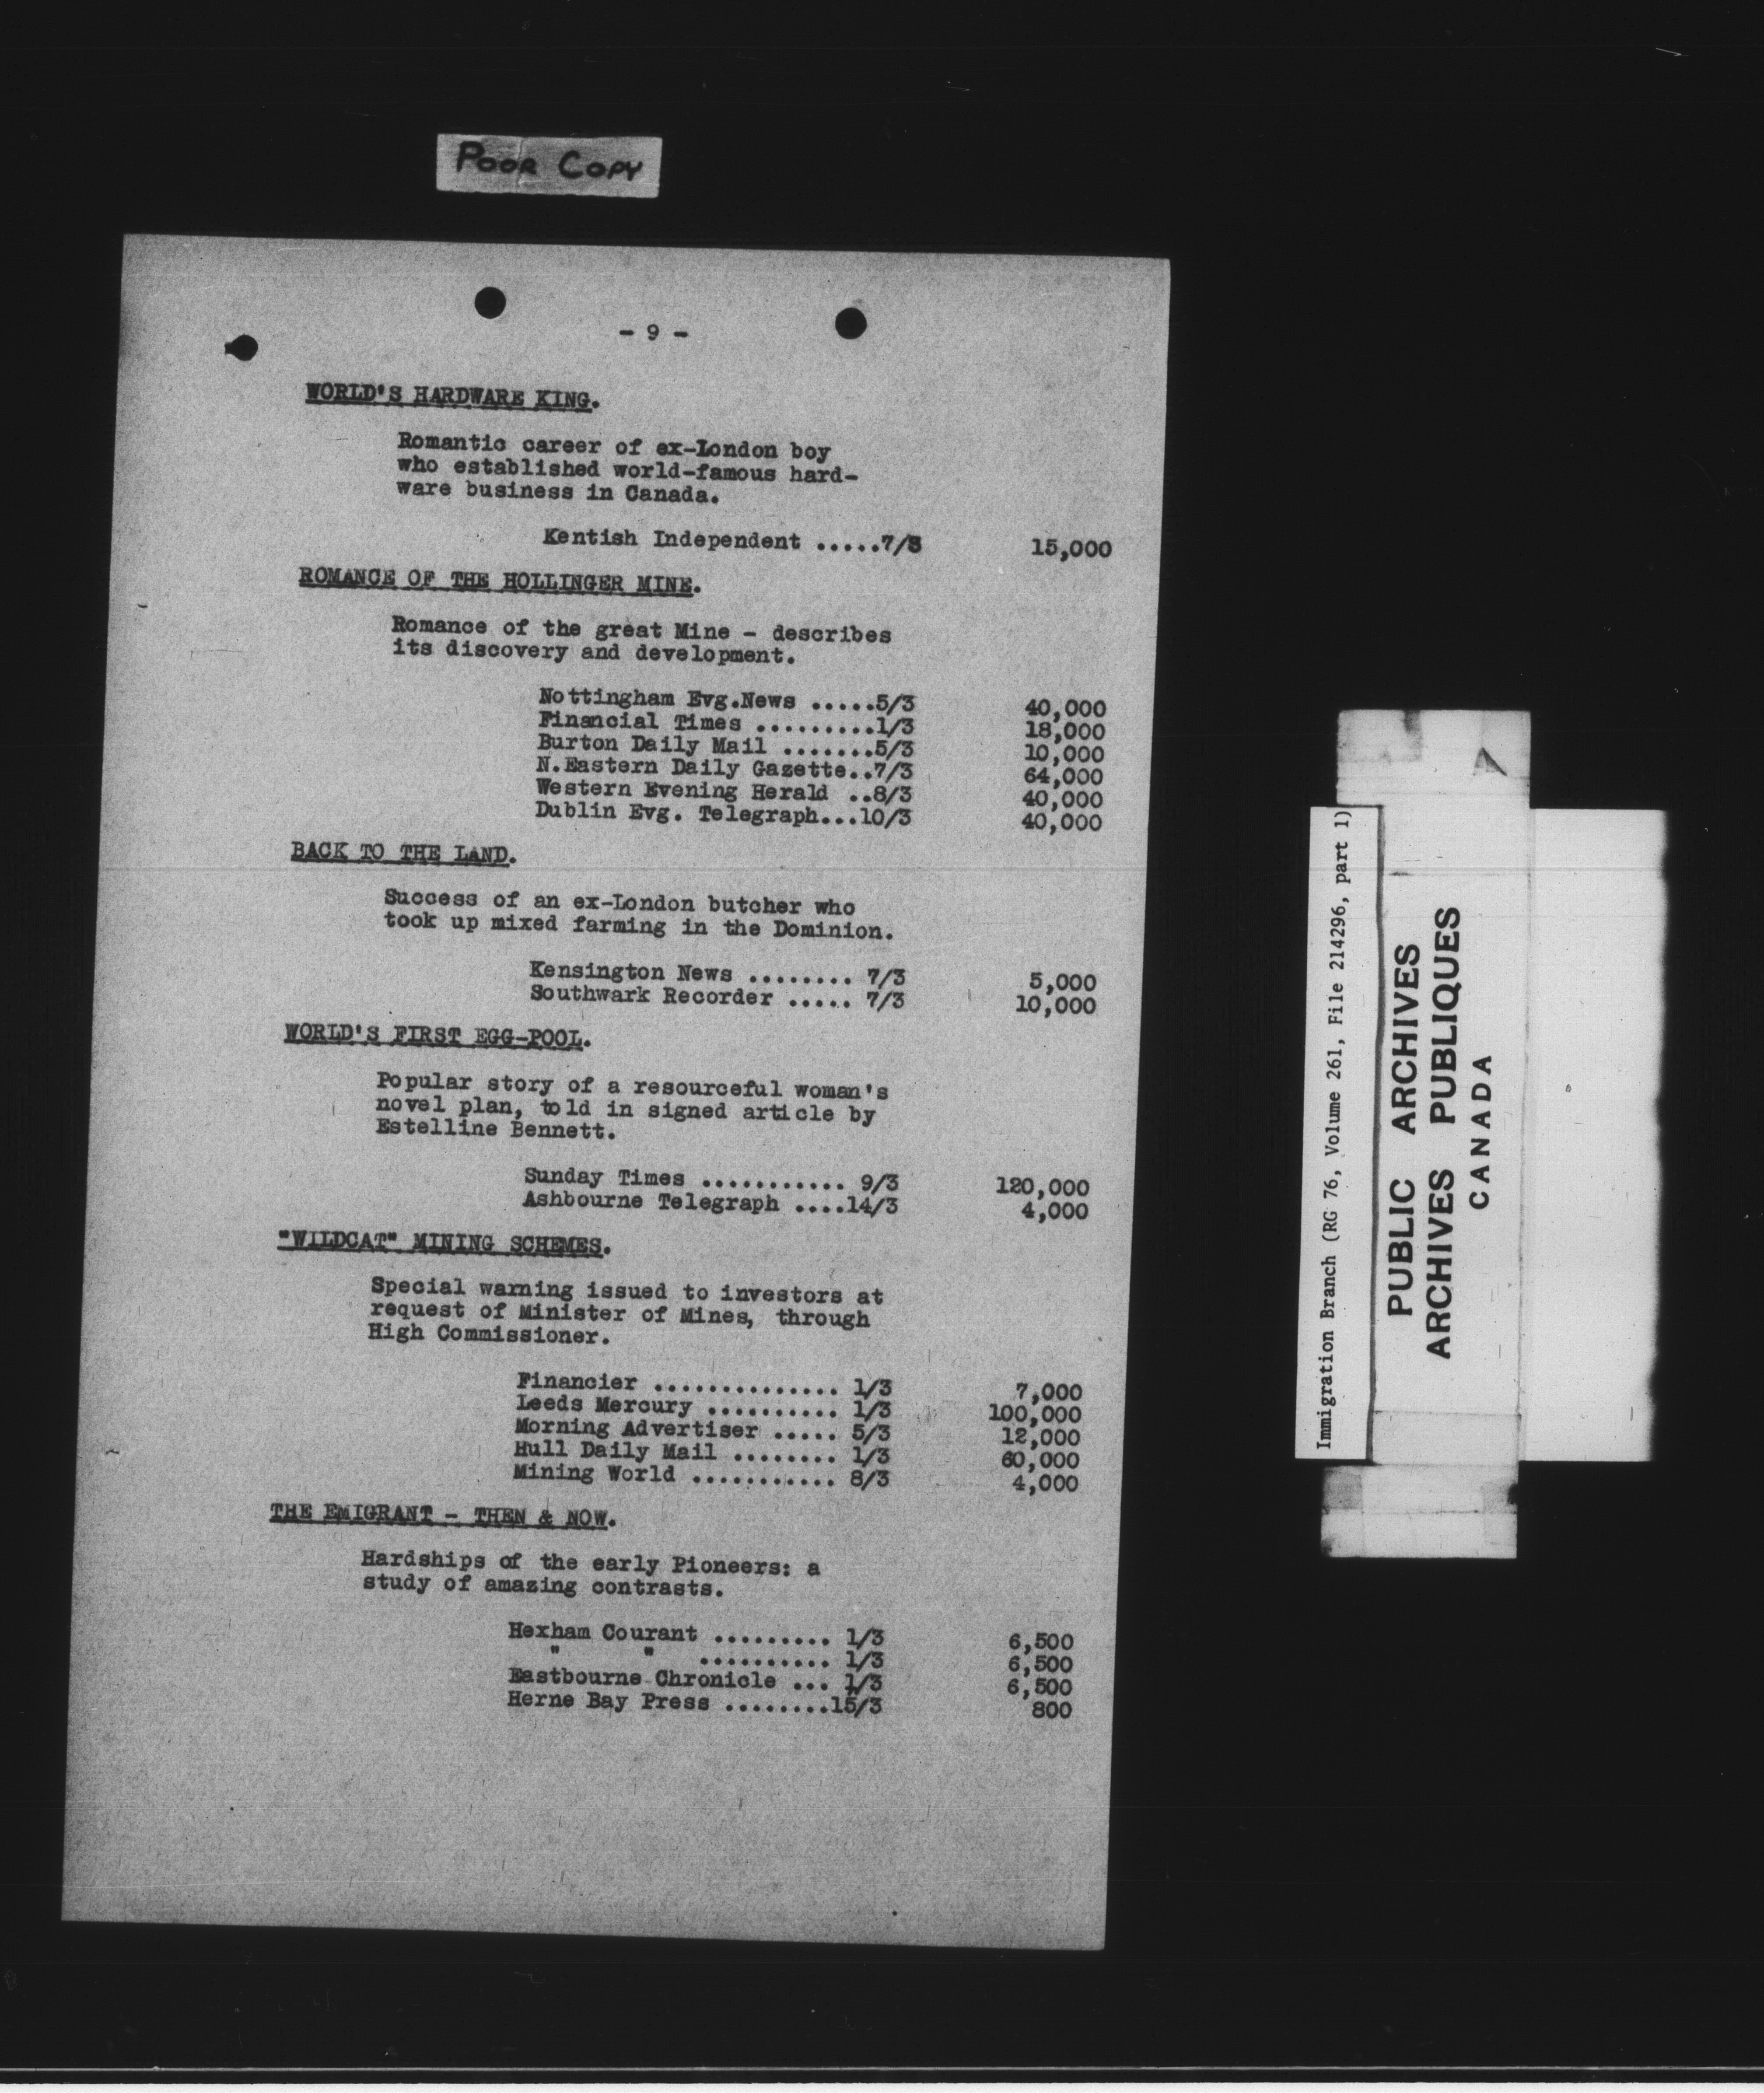 POOR COPY
- 9 -
WORLD'S HARDWARE KING.
Romantic career of ex-London boy
who established world-famous hard-
ware business in Canada.
Kentish Independent .....7/3 15,000
ROMANCE OF THE HOLLINGER MINE.
Romance of the great Mine - describes
its discovery and development.
Nottingham Evg.News .....5/3 40,000
Financial Times .........1/3 18,000
Burton Daily Mail .......5/3 10,000
N.Eastern Daily Gazette..7/3 64,000
Western Evening Herald ..8/3 40,000
Dublin Evg. Telegraph...10/3 40,000
BACK TO THE LAND.
Success of an ex-London butcher who
took up mixed farming in the Dominion.
Kensington News ........ 7/3 5,000
Southwark Recorder ..... 7/3 10,000
WORLD'S FIRST EGG-POOL.
Popular story of a resourceful woman's
novel plan, told in signed article by
Estelline Bennett.
Sunday Times ........... 9/3 120,000
Ashbourne Telegraph ....14/3 4,000
"WILDCAT" MINING SCHEMES.
Special warning issued to investors at
request of Minister of Mines, through
High Commissioner.
Financier .............. 1/3 7,000
Leeds Mercury .......... 1/3 100,000
Morning Advertiser ..... 5/3 12,000
Hull Daily Mail ........ 1/3 60,000
Mining World ........... 8/3 4,000
THE EMIGRANT - THEN & NOW.
Hardships of the early Pioneers: a
study of amazing contrasts.
Hexham Courant ......... 1/3 6,500
" " .......... 1/3 6,500
Eastbourne Chronicle ... 1/3 6,500
Herne Bay Press ........15/3 800
Immigration Branch (RG 76, Volume 261, File 214296, part 1)
PUBLIC ARCHIVES
ARCHIVES PUBLIQUES
CANADA